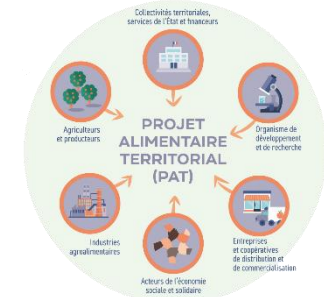 Collectivités territoriales,
services de l'État et financeurs
Agriculteurs
et producteurs
PROJET
ALIMENTAIRE
TERRITORIAL
(PAT)
Organisme de
développement
et de recherche
Industries
agroalimentaires
Entreprises
et coopératives
de distribution et
de commercialisation
Acteurs de l'économie
sociale et solidaire